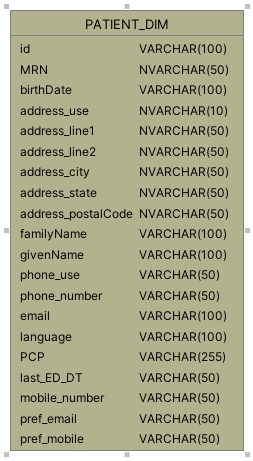 PATIENT_DIM
id VARCHAR(100)
MRN NVARCHAR(50)
birthDate VARCHAR(100)
address_use NVARCHAR(10)
address_line1 NVARCHAR(50)
address_line2 NVARCHAR(50)
address_city NVARCHAR(50)
address_state NVARCHAR(50)
address_postalCode NVARCHAR(50)
familyName VARCHAR(100)
givenName VARCHAR(100)
phone_use VARCHAR(50)
phone_number VARCHAR(50)
email VARCHAR(100)
language VARCHAR(100)
PCP VARCHAR(255)
last_ED_DT VARCHAR(50)
mobile_number VARCHAR(50)
pref_email VARCHAR(50)
pref_mobile VARCHAR(50)